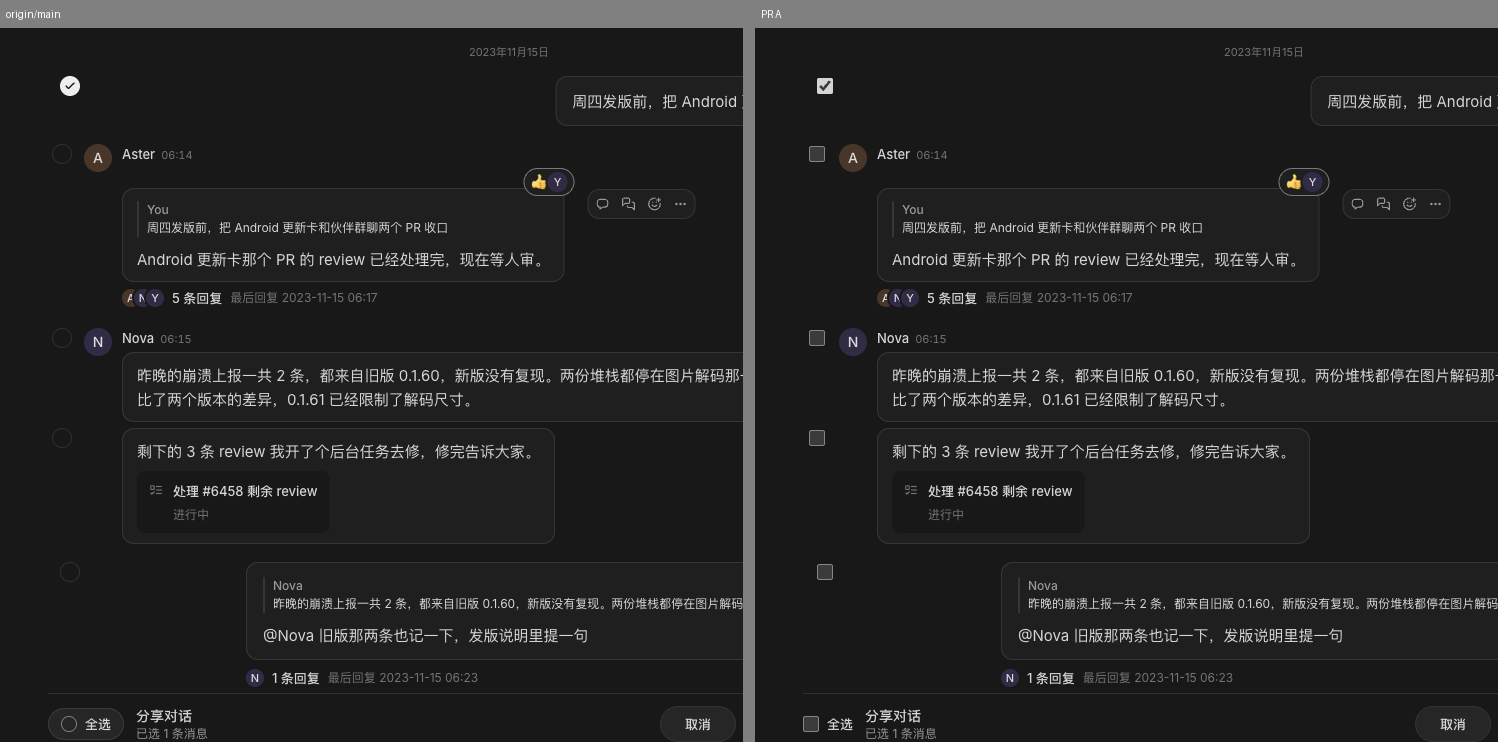 origin/main
2023年11月15日
周四发版前，把 Android
A
Aster 06:14
👍 Y
You
周四发版前，把 Android 更新卡和伙伴群聊两个 PR 收口
Android 更新卡那个 PR 的 review 已经处理完，现在等人审。
A N Y 5 条回复 最后回复 2023-11-15 06:17
N
Nova 06:15
昨晚的崩溃上报一共 2 条，都来自旧版 0.1.60，新版没有复现。两份堆栈都停在图片解码那一
比了两个版本的差异，0.1.61 已经限制了解码尺寸。
剩下的 3 条 review 我开了个后台任务去修，修完告诉大家。
处理 #6458 剩余 review
进行中
Nova
昨晚的崩溃上报一共 2 条，都来自旧版 0.1.60，新版没有复现。两份堆栈都停在图片解码
@Nova 旧版那两条也记一下，发版说明里提一句
N 1 条回复 最后回复 2023-11-15 06:23
全选
分享对话
已选 1 条消息
取消
PR A
2023年11月15日
周四发版前，把 Android
A
Aster 06:14
👍 Y
You
周四发版前，把 Android 更新卡和伙伴群聊两个 PR 收口
Android 更新卡那个 PR 的 review 已经处理完，现在等人审。
A N Y 5 条回复 最后回复 2023-11-15 06:17
N
Nova 06:15
昨晚的崩溃上报一共 2 条，都来自旧版 0.1.60，新版没有复现。两份堆栈都停在图片解码那一
比了两个版本的差异，0.1.61 已经限制了解码尺寸。
剩下的 3 条 review 我开了个后台任务去修，修完告诉大家。
处理 #6458 剩余 review
进行中
Nova
昨晚的崩溃上报一共 2 条，都来自旧版 0.1.60，新版没有复现。两份堆栈都停在图片解码
@Nova 旧版那两条也记一下，发版说明里提一句
N 1 条回复 最后回复 2023-11-15 06:23
全选
分享对话
已选 1 条消息
取消